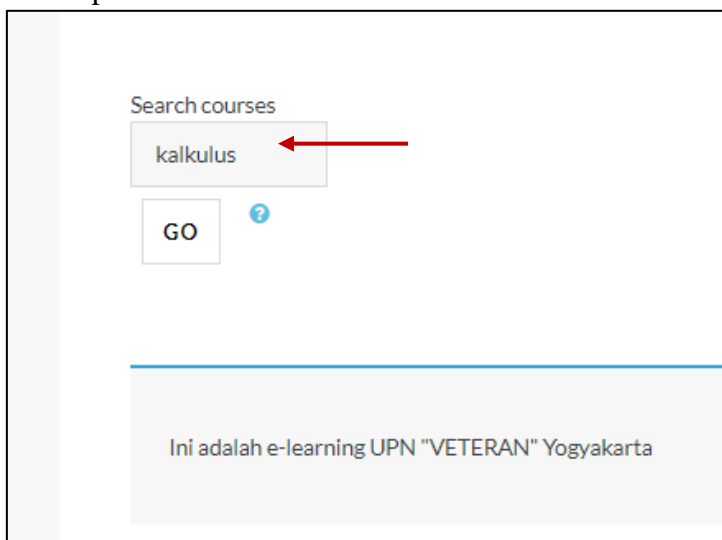 Search courses
kalkulus
GO
Ini adalah e-learning UPN "VETERAN" Yogyakarta